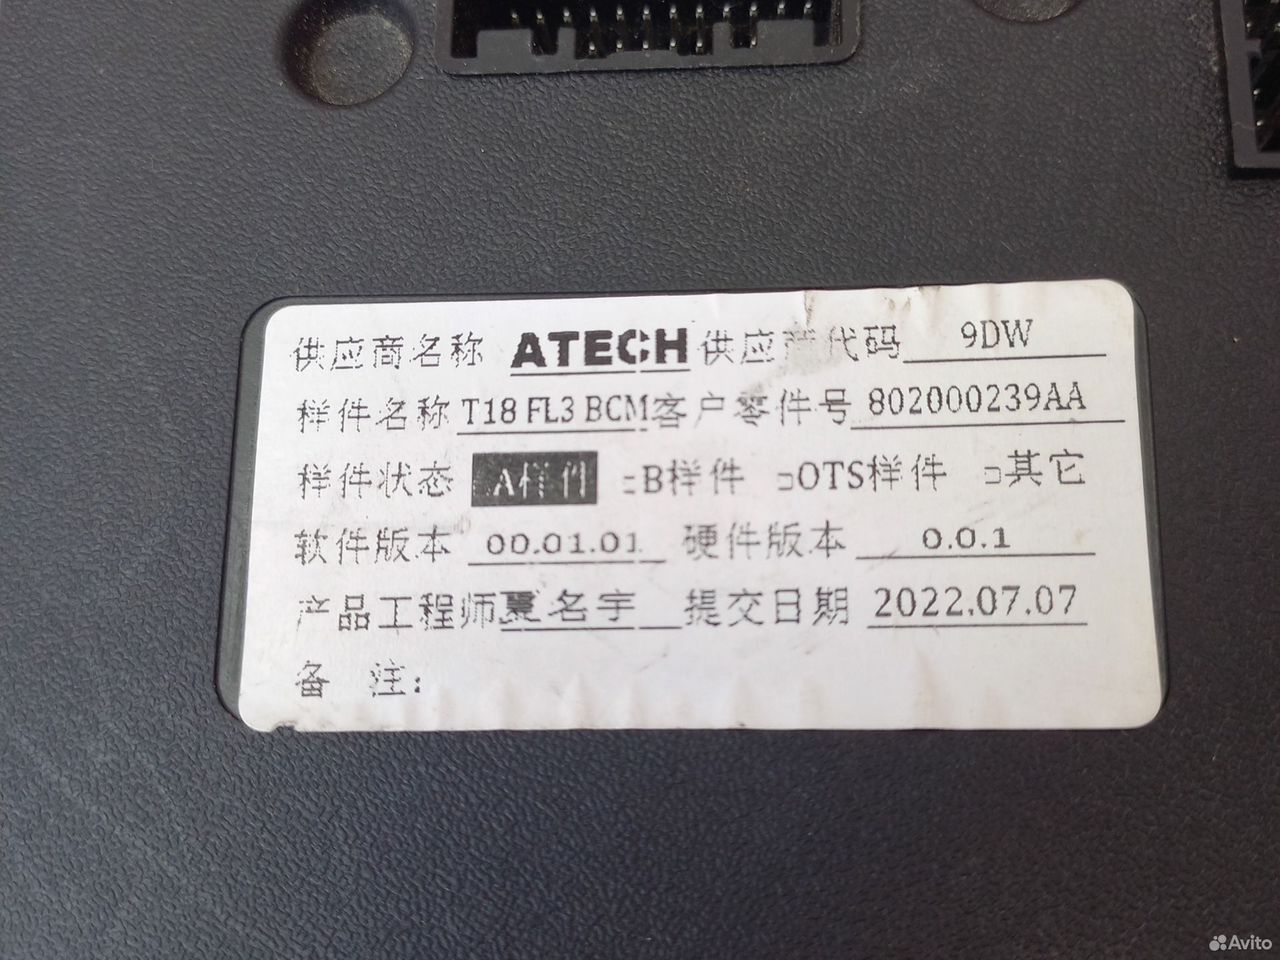 供应商名称 ATECH 供应商代码 9DW
样件名称 T18 FL3 BCM 客户零件号 802000239AA
样件状态 A样件 □B样件 □OTS样件 □其它
软件版本 00.01.01 硬件版本 0.0.1
产品工程师 名宇 提交日期 2022.07.07
备 注:
Avito